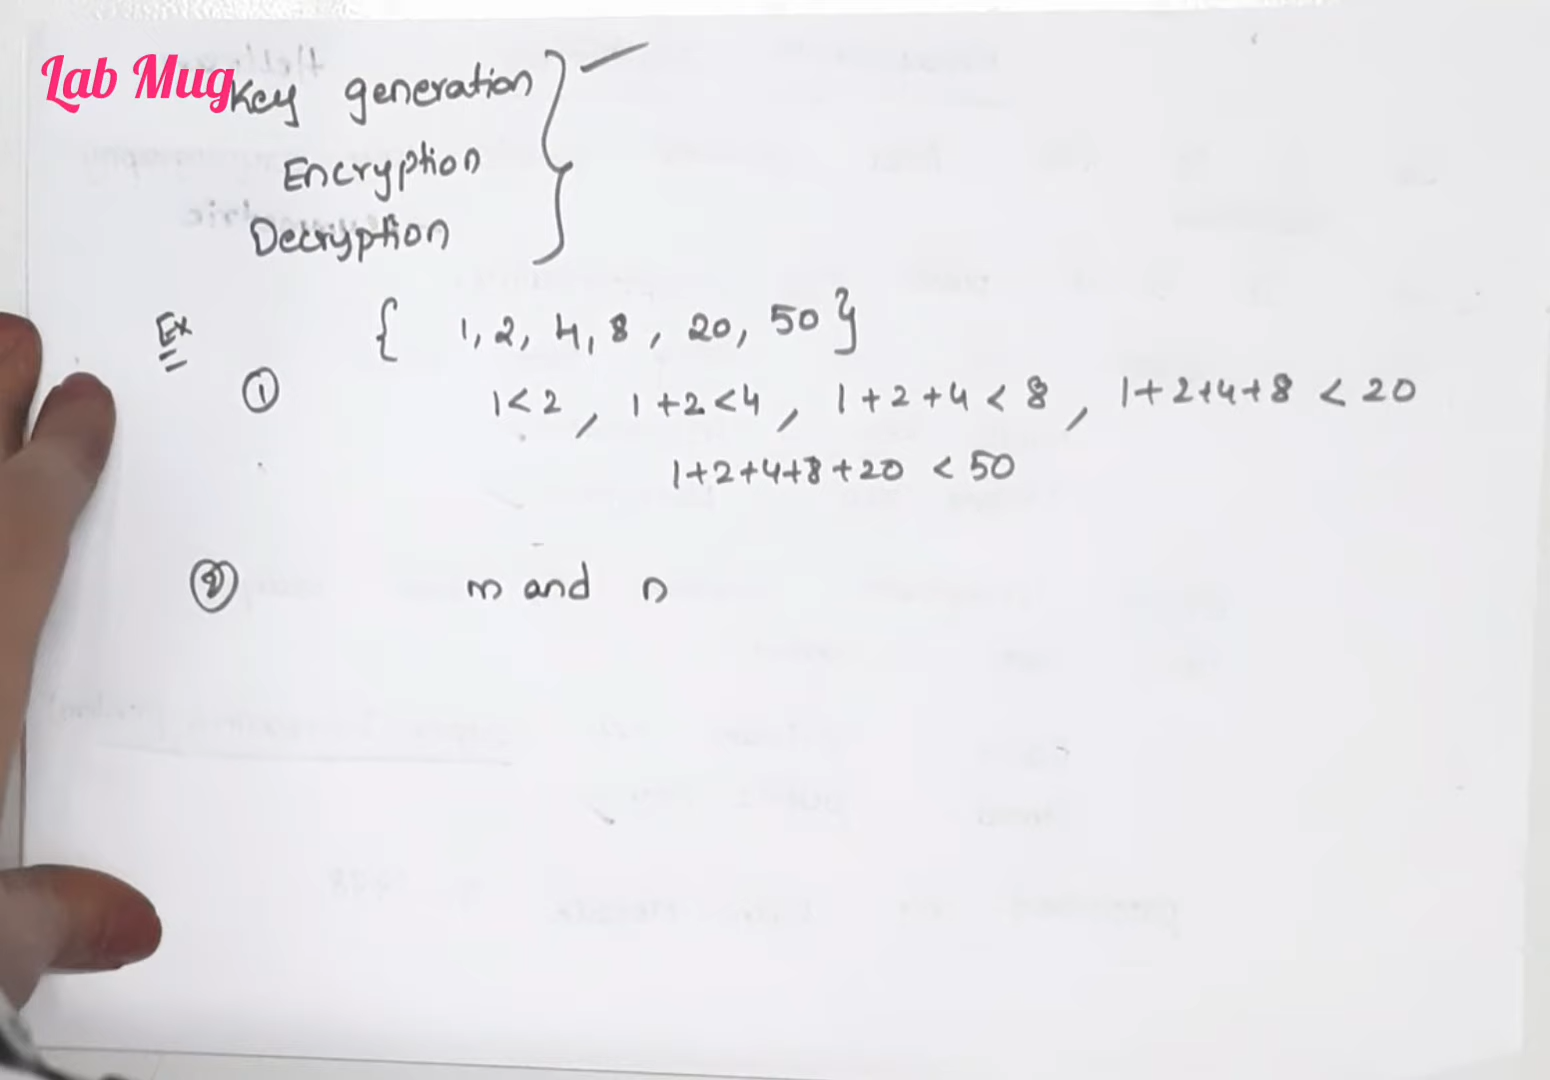 Lab Mug
Key generation
Encryption
Decryption
Ex { 1, 2, 4, 8, 20, 50 }
① 1<2, 1+2<4, 1+2+4<8, 1+2+4+8<20
1+2+4+8+20<50
② m and n